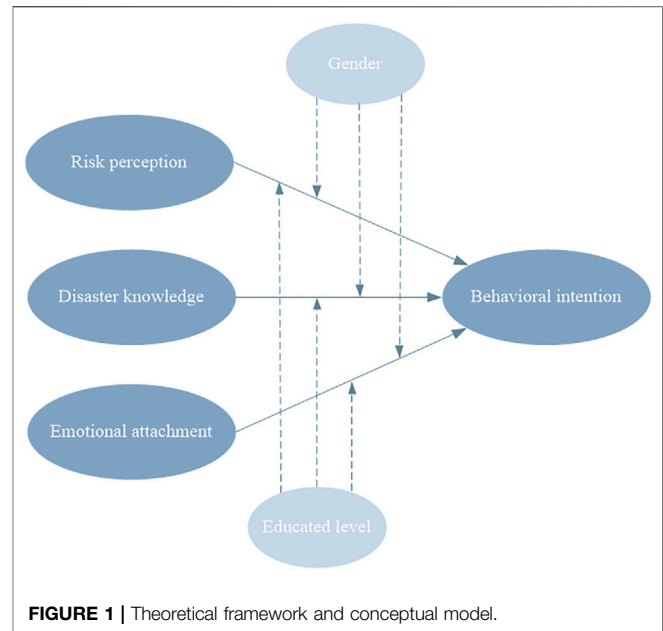 Gender
Risk perception
Disaster knowledge
Behavioral intention
Emotional attachment
Educated level
FIGURE 1 | Theoretical framework and conceptual model.